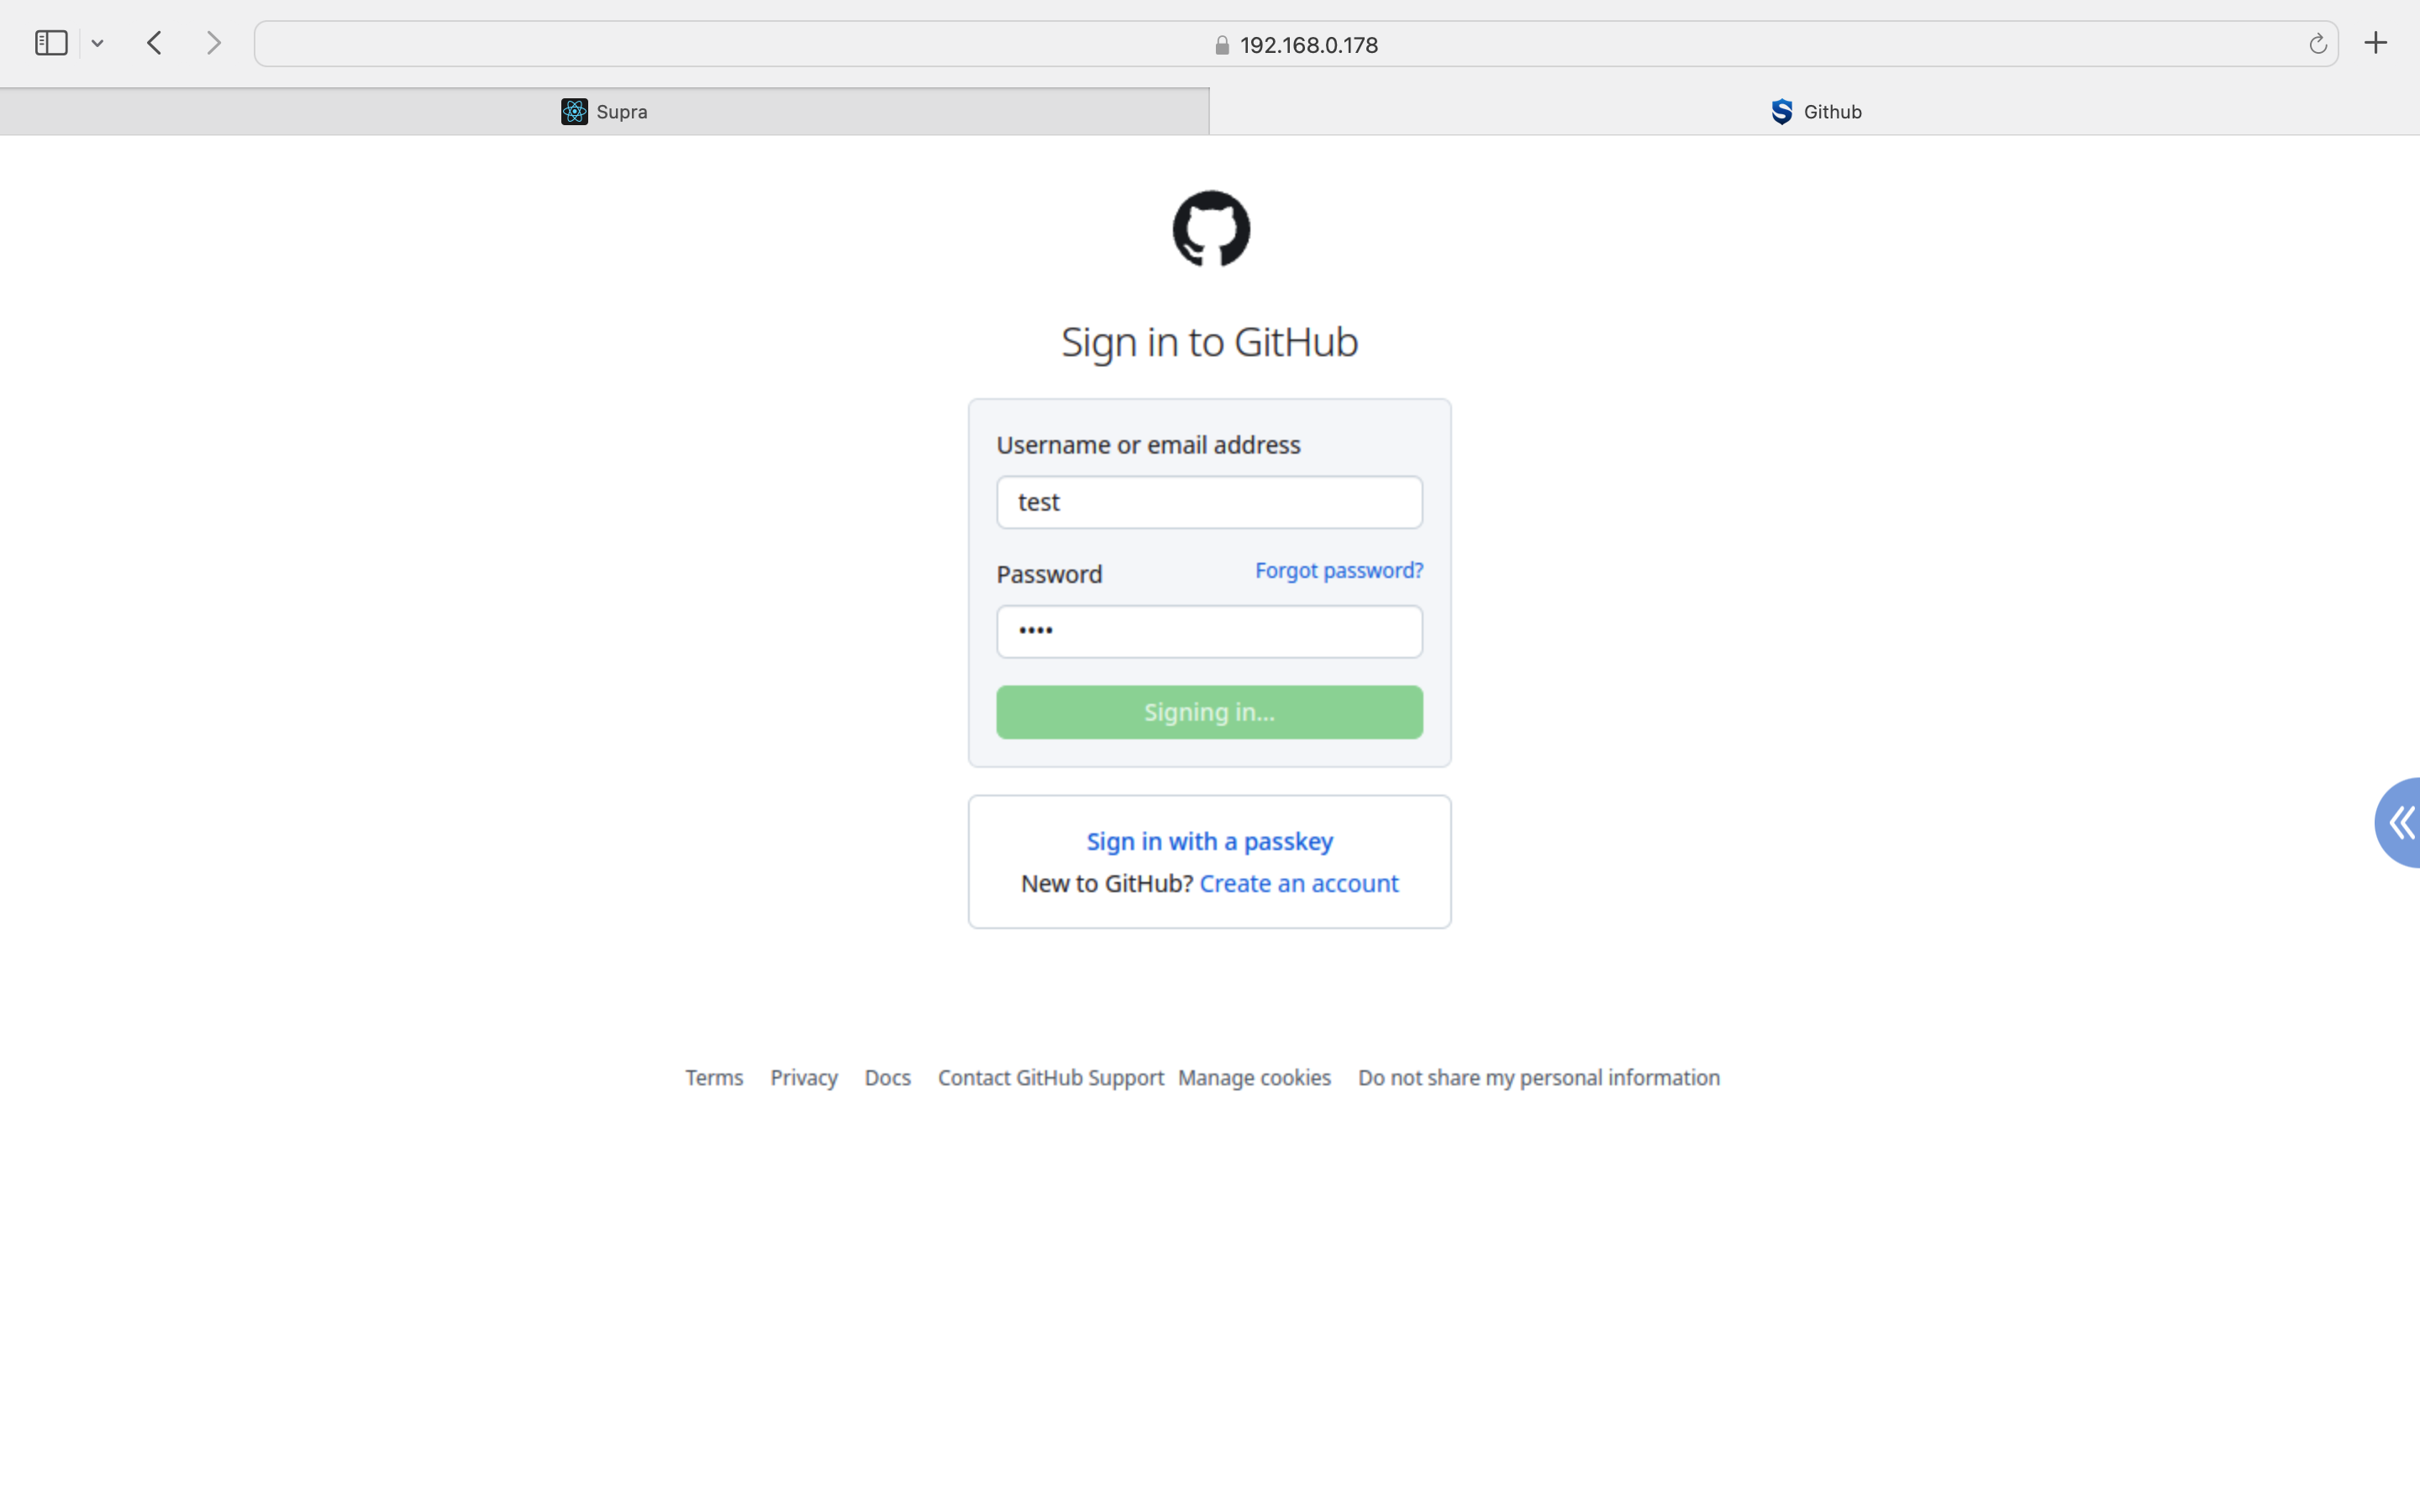 192.168.0.178
Supra
Github
Sign in to GitHub
Username or email address
test
Password
Forgot password?
••••
Signing in...
Sign in with a passkey
New to GitHub? Create an account
Terms Privacy Docs Contact GitHub Support Manage cookies Do not share my personal information